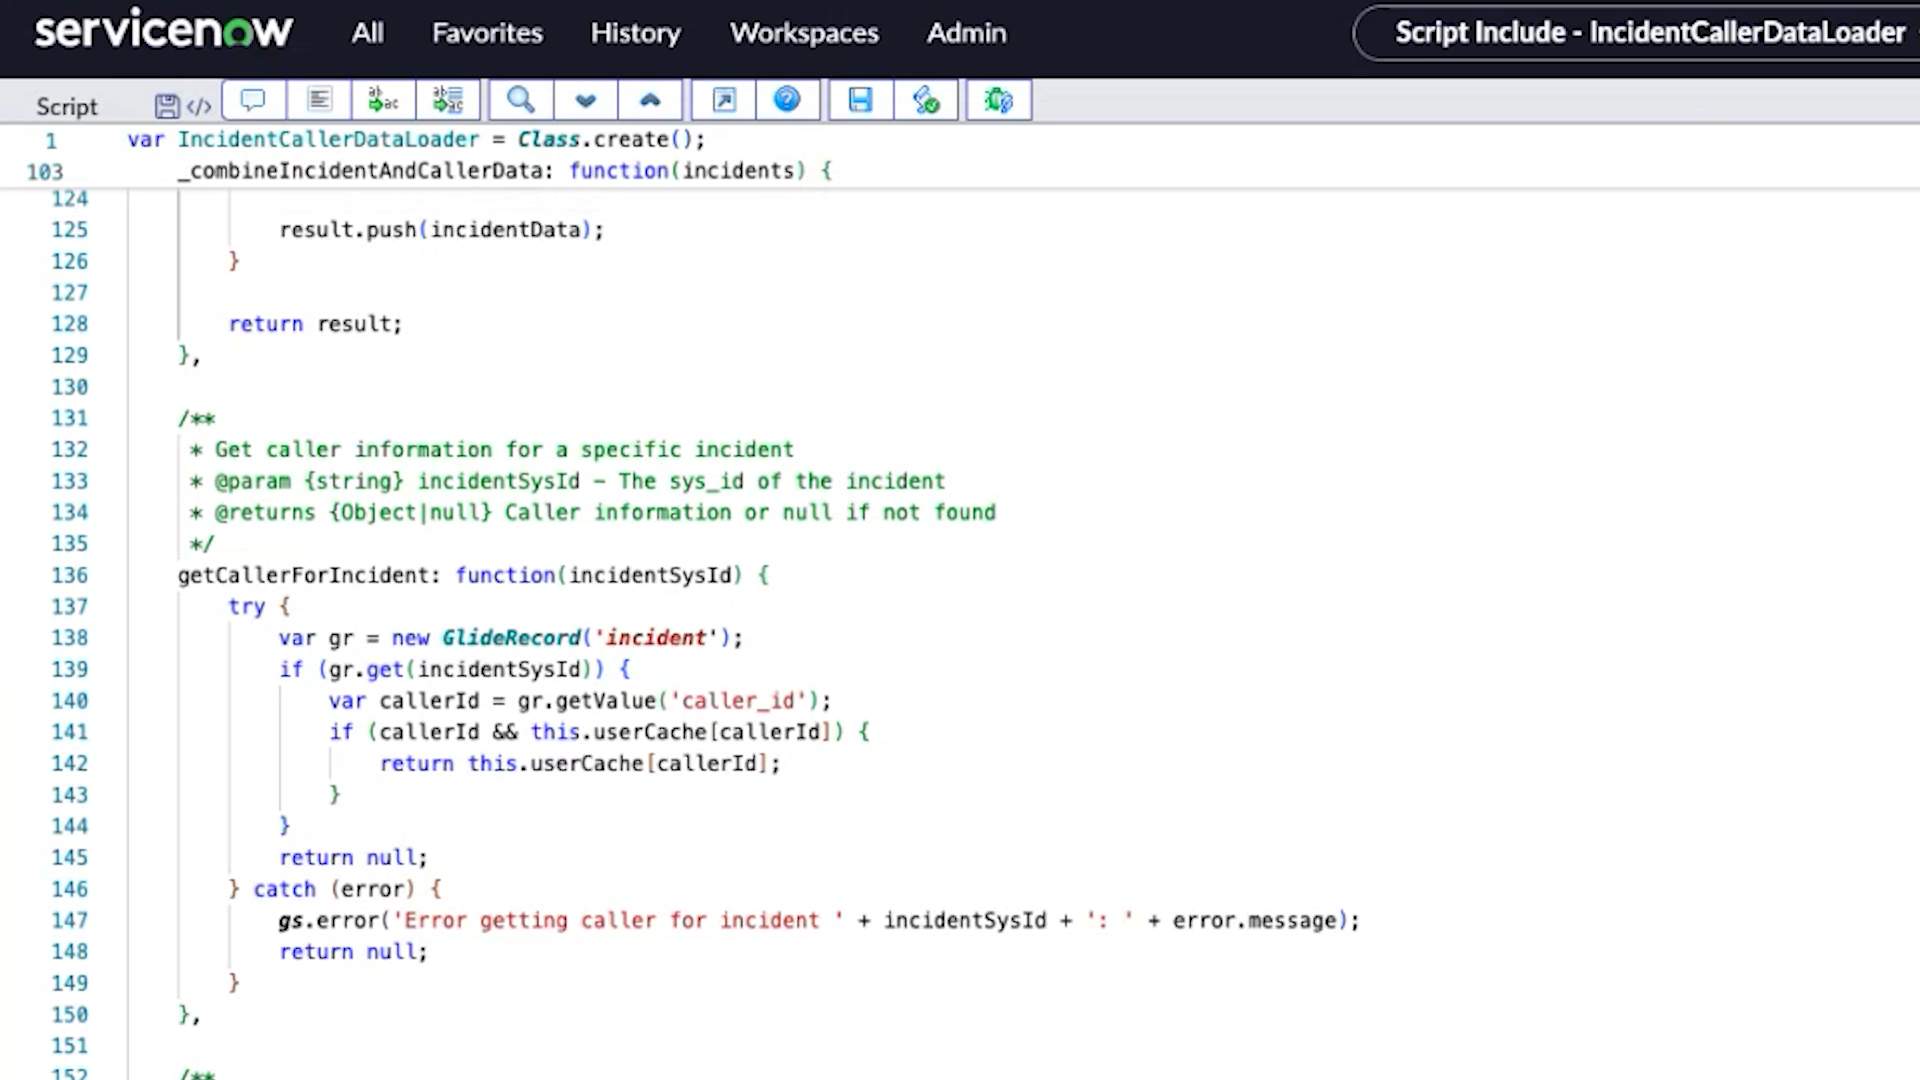 servicenow All Favorites History Workspaces Admin Script Include - IncidentCallerDataLoader
Script
1 var IncidentCallerDataLoader = Class.create();
103 _combineIncidentAndCallerData: function(incidents) {
124
125 result.push(incidentData);
126 }
127
128 return result;
129 },
130
131 /**
132 * Get caller information for a specific incident
133 * @param {string} incidentSysId – The sys_id of the incident
134 * @returns {Object|null} Caller information or null if not found
135 */
136 getCallerForIncident: function(incidentSysId) {
137 try {
138 var gr = new GlideRecord('incident');
139 if (gr.get(incidentSysId)) {
140 var callerId = gr.getValue('caller_id');
141 if (callerId && this.userCache[callerId]) {
142 return this.userCache[callerId];
143 }
144 }
145 return null;
146 } catch (error) {
147 gs.error('Error getting caller for incident ' + incidentSysId + ': ' + error.message);
148 return null;
149 }
150 },
151
152 /**